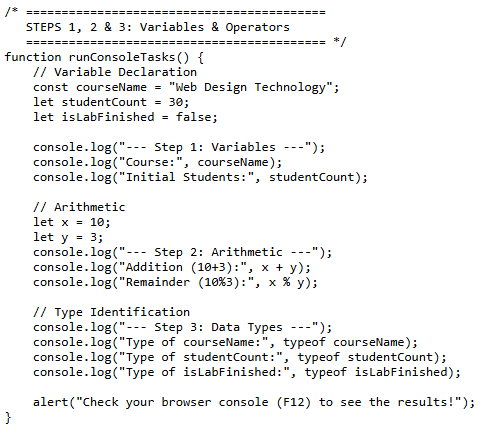 /* ==========================================
   STEPS 1, 2 & 3: Variables & Operators
   ========================================== */
function runConsoleTasks() {
    // Variable Declaration
    const courseName = "Web Design Technology";
    let studentCount = 30;
    let isLabFinished = false;

    console.log("--- Step 1: Variables ---");
    console.log("Course:", courseName);
    console.log("Initial Students:", studentCount);

    // Arithmetic
    let x = 10;
    let y = 3;
    console.log("--- Step 2: Arithmetic ---");
    console.log("Addition (10+3):", x + y);
    console.log("Remainder (10%3):", x % y);

    // Type Identification
    console.log("--- Step 3: Data Types ---");
    console.log("Type of courseName:", typeof courseName);
    console.log("Type of studentCount:", typeof studentCount);
    console.log("Type of isLabFinished:", typeof isLabFinished);

    alert("Check your browser console (F12) to see the results!");
}